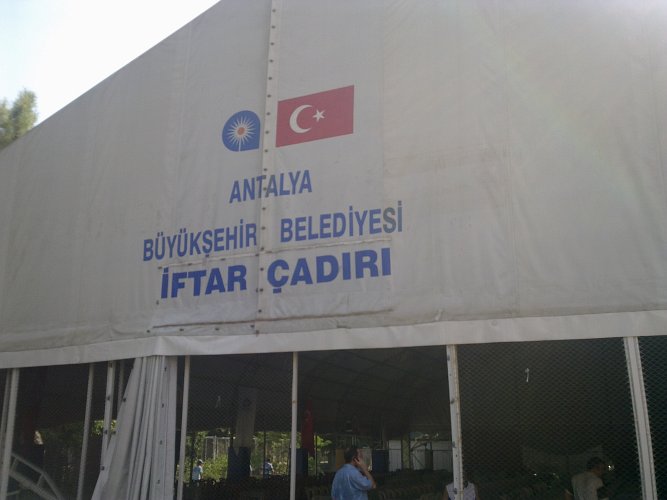 ANTALYA
BÜYÜKŞEHİR BELEDİYESİ
İFTAR ÇADIRI